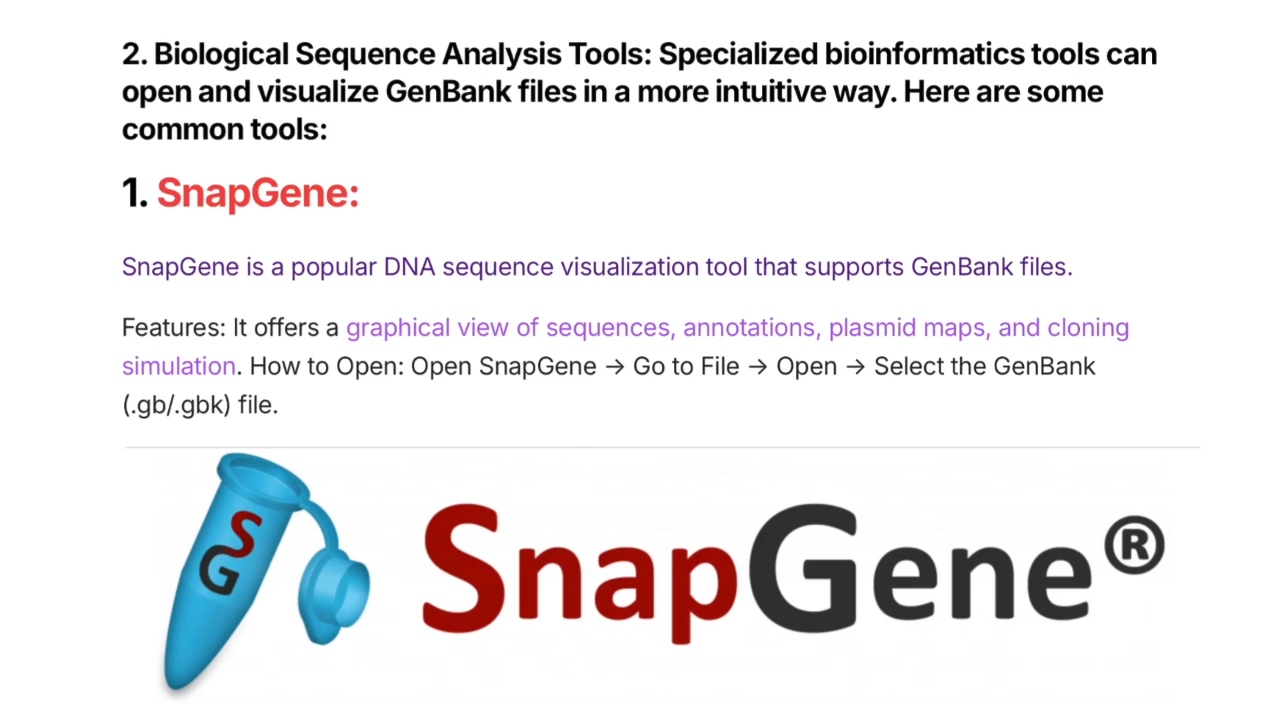 2. Biological Sequence Analysis Tools: Specialized bioinformatics tools can
open and visualize GenBank files in a more intuitive way. Here are some
common tools:
1. SnapGene:
SnapGene is a popular DNA sequence visualization tool that supports GenBank files.
Features: It offers a graphical view of sequences, annotations, plasmid maps, and cloning
simulation. How to Open: Open SnapGene → Go to File → Open → Select the GenBank
(.gb/.gbk) file.
SG
SnapGene®